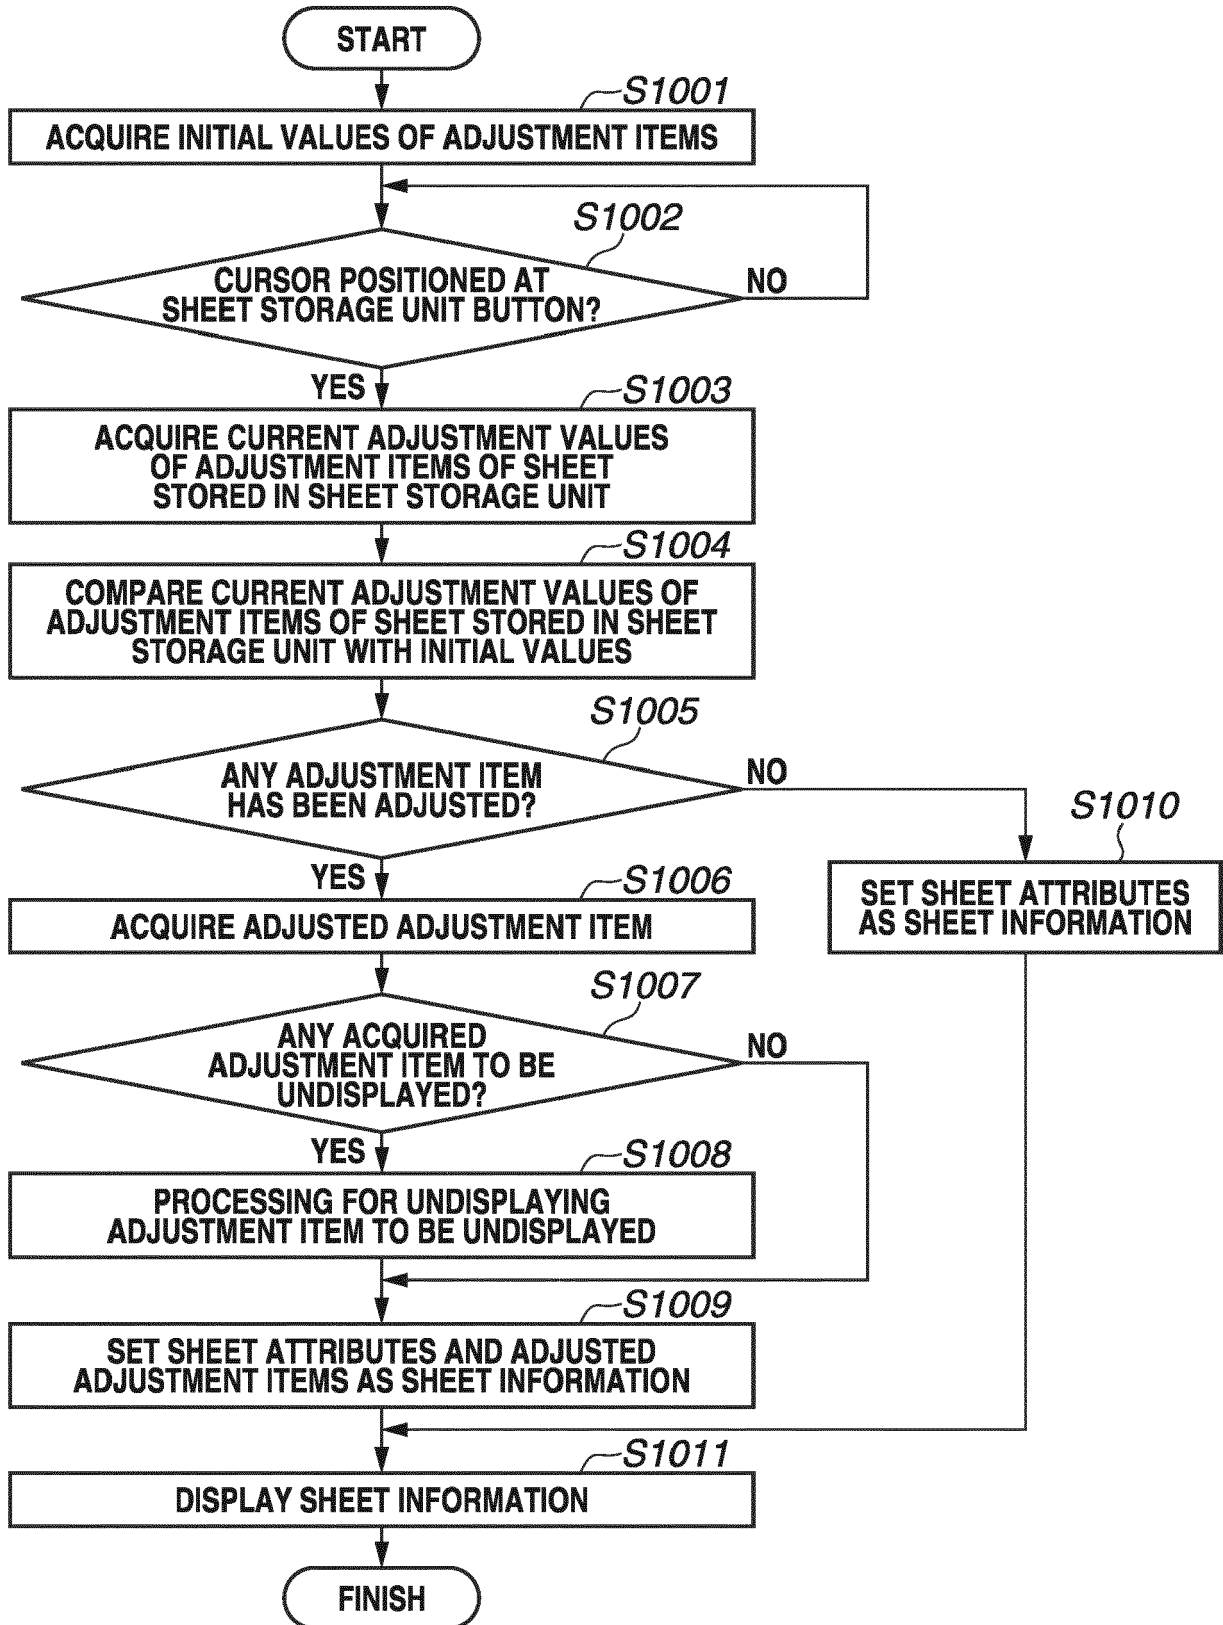 START
S1001
ACQUIRE INITIAL VALUES OF ADJUSTMENT ITEMS
S1002
CURSOR POSITIONED AT
SHEET STORAGE UNIT BUTTON?
NO
YES
S1003
ACQUIRE CURRENT ADJUSTMENT VALUES
OF ADJUSTMENT ITEMS OF SHEET
STORED IN SHEET STORAGE UNIT
S1004
COMPARE CURRENT ADJUSTMENT VALUES OF
ADJUSTMENT ITEMS OF SHEET STORED IN SHEET
STORAGE UNIT WITH INITIAL VALUES
S1005
ANY ADJUSTMENT ITEM
HAS BEEN ADJUSTED?
NO
S1010
SET SHEET ATTRIBUTES
AS SHEET INFORMATION
YES
S1006
ACQUIRE ADJUSTED ADJUSTMENT ITEM
S1007
ANY ACQUIRED
ADJUSTMENT ITEM TO BE
UNDISPLAYED?
NO
YES
S1008
PROCESSING FOR UNDISPLAYING
ADJUSTMENT ITEM TO BE UNDISPLAYED
S1009
SET SHEET ATTRIBUTES AND ADJUSTED
ADJUSTMENT ITEMS AS SHEET INFORMATION
S1011
DISPLAY SHEET INFORMATION
FINISH